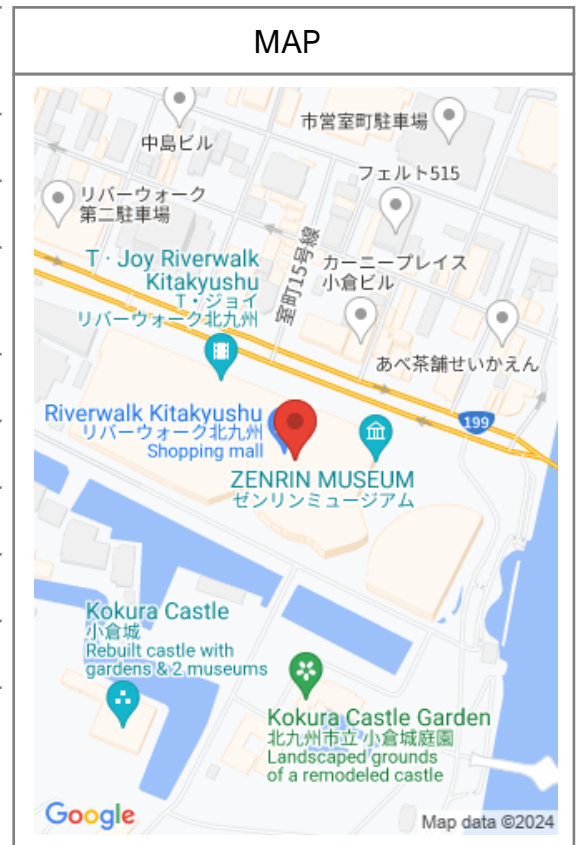 MAP
市営室町駐車場
中島ビル
フェルト515
リバーウォーク
第二駐車場
室町15号線
T・Joy Riverwalk
Kitakyushu
T・ジョイ
リバーウォーク北九州
カーニープレイス
小倉ビル
あべ茶舗せいかえん
199
Riverwalk Kitakyushu
リバーウォーク北九州
Shopping mall
ZENRIN MUSEUM
ゼンリンミュージアム
Kokura Castle
小倉城
Rebuilt castle with
gardens & 2 museums
Kokura Castle Garden
北九州市立 小倉城庭園
Landscaped grounds
of a remodeled castle
Google
Map data ©2024